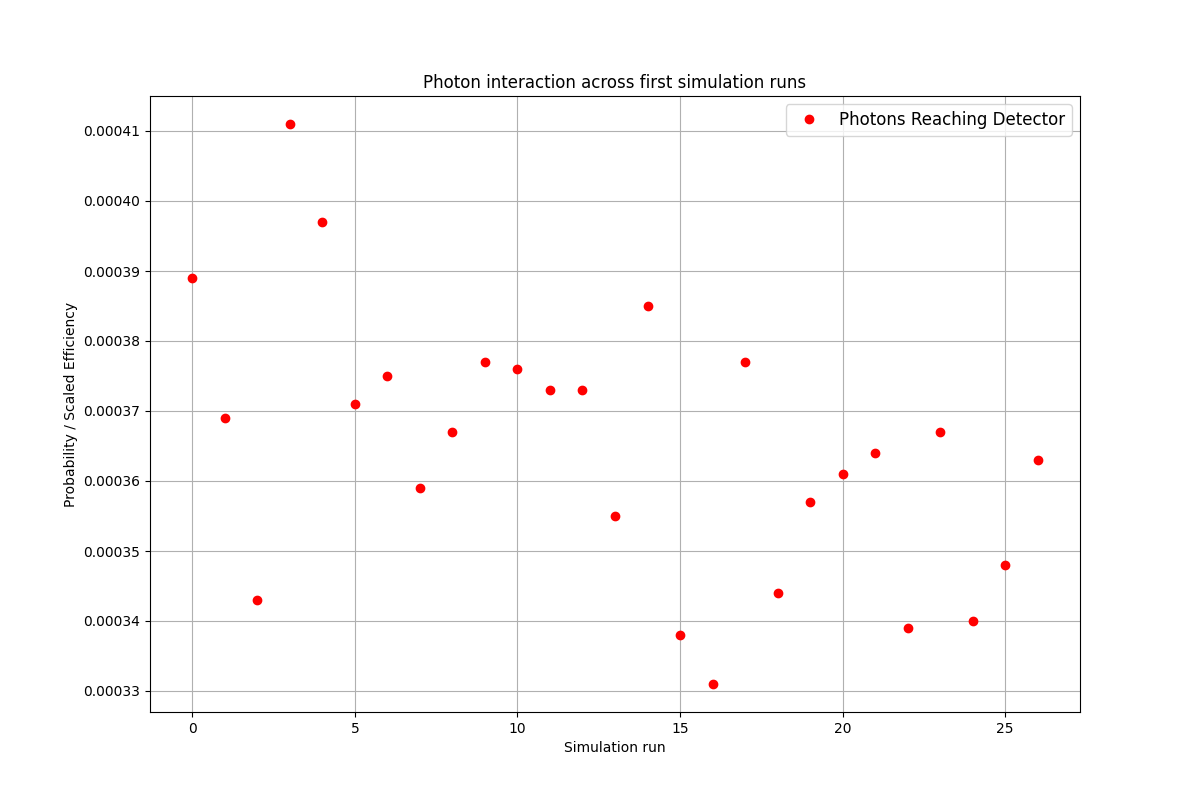 Photon interaction across first simulation runs
Photons Reaching Detector
0.00041
0.00040
0.00039
0.00038
0.00037
0.00036
0.00035
0.00034
0.00033
Probability / Scaled Efficiency
0 5 10 15 20 25
Simulation run